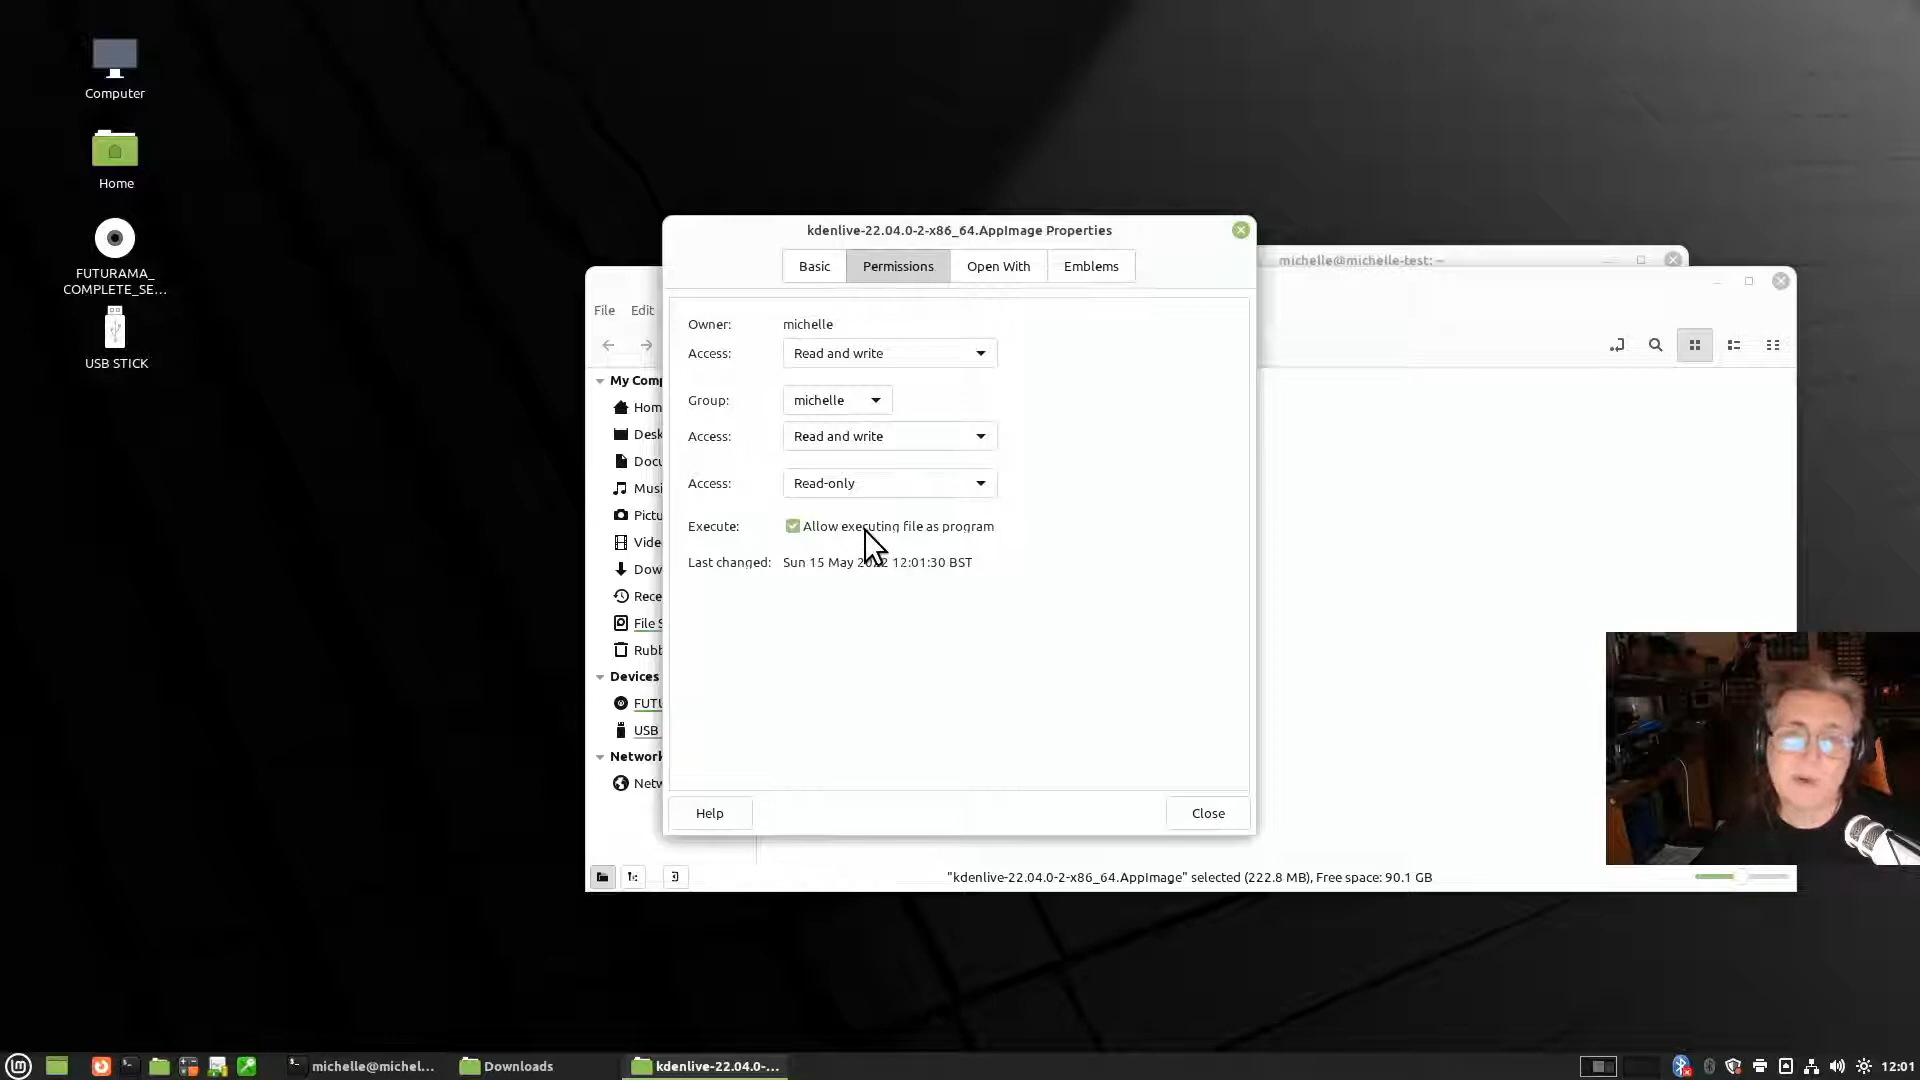 Computer
Home
FUTURAMA_
COMPLETE_SE...
USB STICK
kdenlive-22.04.0-2-x86_64.AppImage Properties
Basic
Permissions
Open With
Emblems
Owner: michelle
Access: Read and write
Group: michelle
Access: Read and write
Access: Read-only
Execute: Allow executing file as program
Last changed: Sun 15 May 2022 12:01:30 BST
Help
Close
michelle@michelle-test: ~
File Edit
My Comp
Hom
Desk
Docu
Musi
Pictu
Vide
Dow
Rece
File S
Rubb
Devices
FUTU
USB
Network
Netw
"kdenlive-22.04.0-2-x86_64.AppImage" selected (222.8 MB), Free space: 90.1 GB
michelle@michel...
Downloads
kdenlive-22.04.0-...
12:01